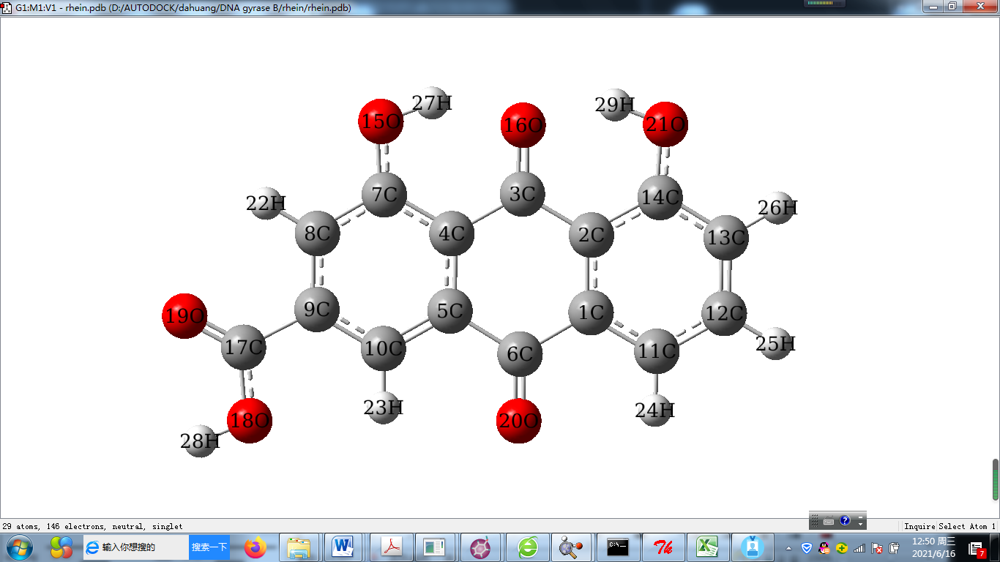 G1:M1:V1 - rhein.pdb (D:/AUTODOCK/dahuang/DNA gyrase B/rhein/rhein.pdb)
27H
29H
15O
16O
21O
7C
3C
14C
22H
26H
8C
4C
2C
13C
19O
9C
5C
1C
12C
17C
10C
6C
11C
25H
23H
24H
18O
20O
28H
29 atoms, 146 electrons, neutral, singlet
Inquire
Select Atom 1
输入你想搜的
搜索一下
C:\
12:50 周三
2021/6/16
7